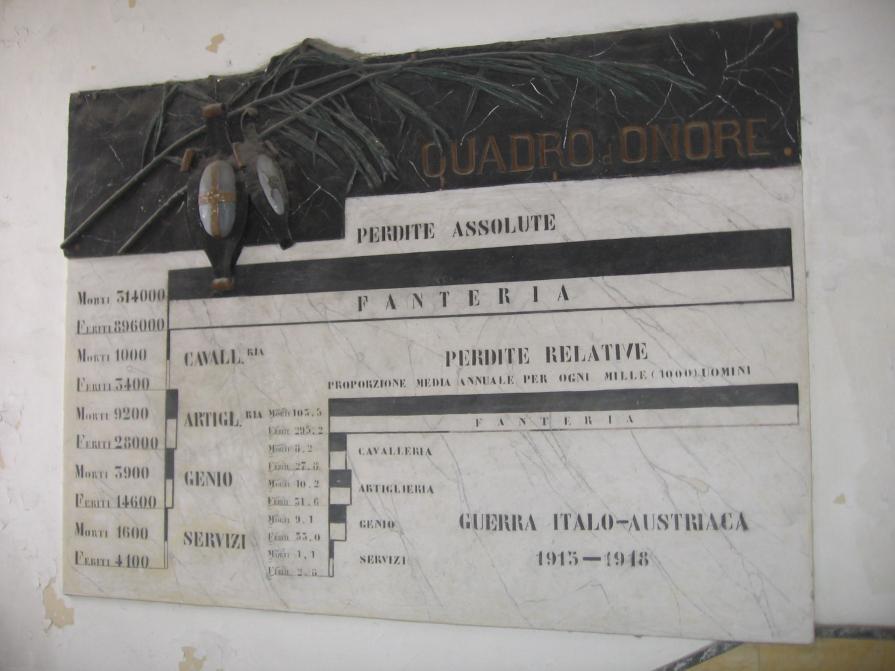 QUADRO d'ONORE.
PERDITE ASSOLUTE
MORTI 314000
FERITI 896000
FANTERIA
MORTI 1000
FERITI 3400
CAVALL.RIA
MORTI 9200
FERITI 28000
ARTIGL.RIA
MORTI 3900
FERITI 14600
GENIO
MORTI 1600
FERITI 4100
SERVIZI
PERDITE RELATIVE
PROPORZIONE MEDIA ANNUALE PER OGNI MILLE (1000) UOMINI
MORTI 103,5
FERITI 295,2
FANTERIA
MORTI 8,2
FERITI 27,8
CAVALLERIA
MORTI 10,2
FERITI 31,6
ARTIGLIERIA
MORTI 9,1
FERITI 33,0
GENIO
MORTI 1,1
FERITI 2,8
SERVIZI
GUERRA ITALO-AUSTRIACA
1915-1918